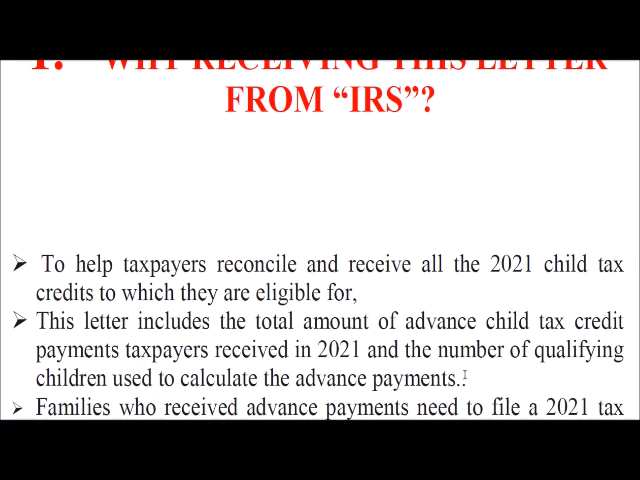 1. WHY RECEIVING THIS LETTER
FROM “IRS”?
➢ To help taxpayers reconcile and receive all the 2021 child tax
credits to which they are eligible for,
➢ This letter includes the total amount of advance child tax credit
payments taxpayers received in 2021 and the number of qualifying
children used to calculate the advance payments..
➢ Families who received advance payments need to file a 2021 tax